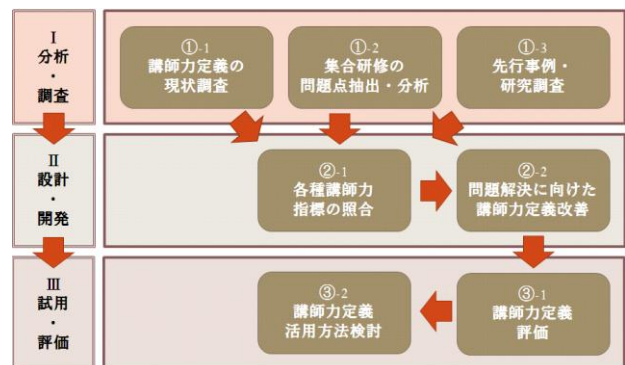 Ⅰ
分析
・
調査
①-1
講師力定義の
現状調査
①-2
集合研修の
問題点抽出・分析
①-3
先行事例・
研究調査
Ⅱ
設計
・
開発
②-1
各種講師力
指標の照合
②-2
問題解決に向けた
講師力定義改善
Ⅲ
試用
・
評価
③-2
講師力定義
活用方法検討
③-1
講師力定義
評価